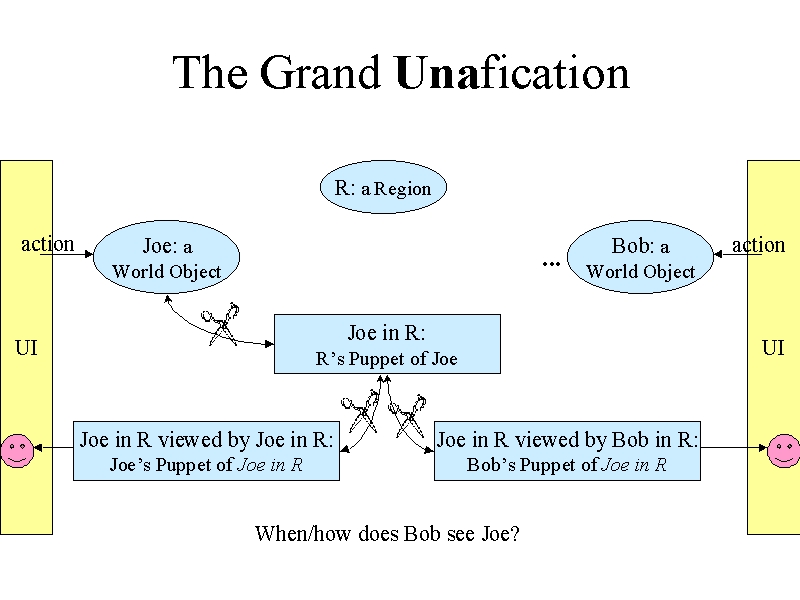 The Grand Unafication
R: a Region
action
Joe: a
World Object
...
Bob: a
World Object
action
UI
Joe in R:
R’s Puppet of Joe
UI
Joe in R viewed by Joe in R:
Joe’s Puppet of Joe in R
Joe in R viewed by Bob in R:
Bob’s Puppet of Joe in R
When/how does Bob see Joe?